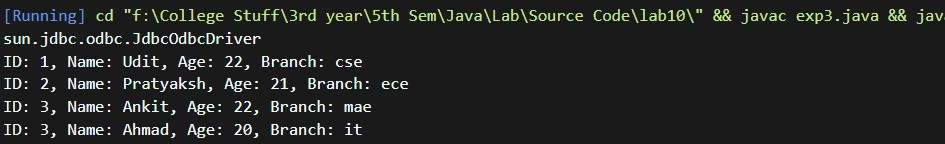 [Running] cd "f:\College Stuff\3rd year\5th Sem\Java\Lab\Source Code\lab10\" && javac exp3.java && jav
sun.jdbc.odbc.JdbcOdbcDriver
ID: 1, Name: Udit, Age: 22, Branch: cse
ID: 2, Name: Pratyaksh, Age: 21, Branch: ece
ID: 3, Name: Ankit, Age: 22, Branch: mae
ID: 3, Name: Ahmad, Age: 20, Branch: it